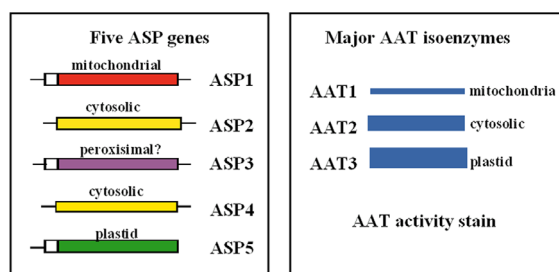 Five ASP genes
mitochondrial
ASP1
cytosolic
ASP2
peroxisimal?
ASP3
cytosolic
ASP4
plastid
ASP5
Major AAT isoenzymes
AAT1 mitochondria
AAT2 cytosolic
AAT3 plastid
AAT activity stain